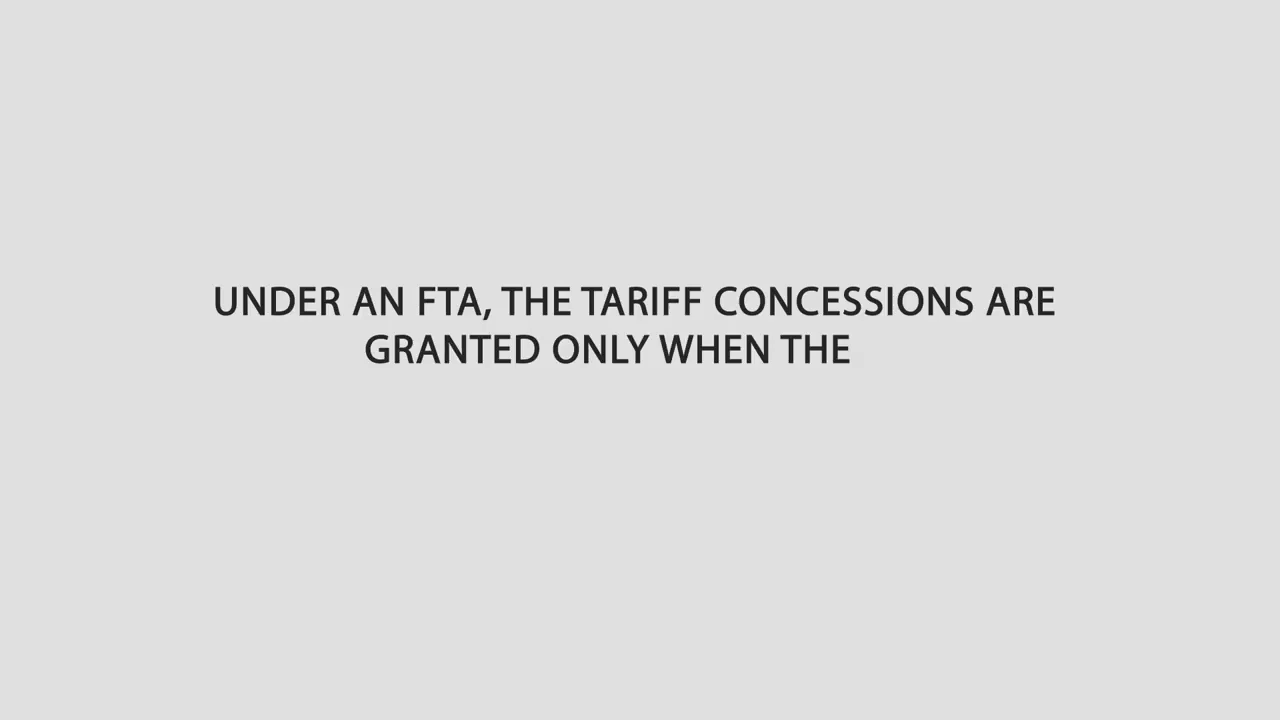 UNDER AN FTA, THE TARIFF CONCESSIONS ARE
GRANTED ONLY WHEN THE